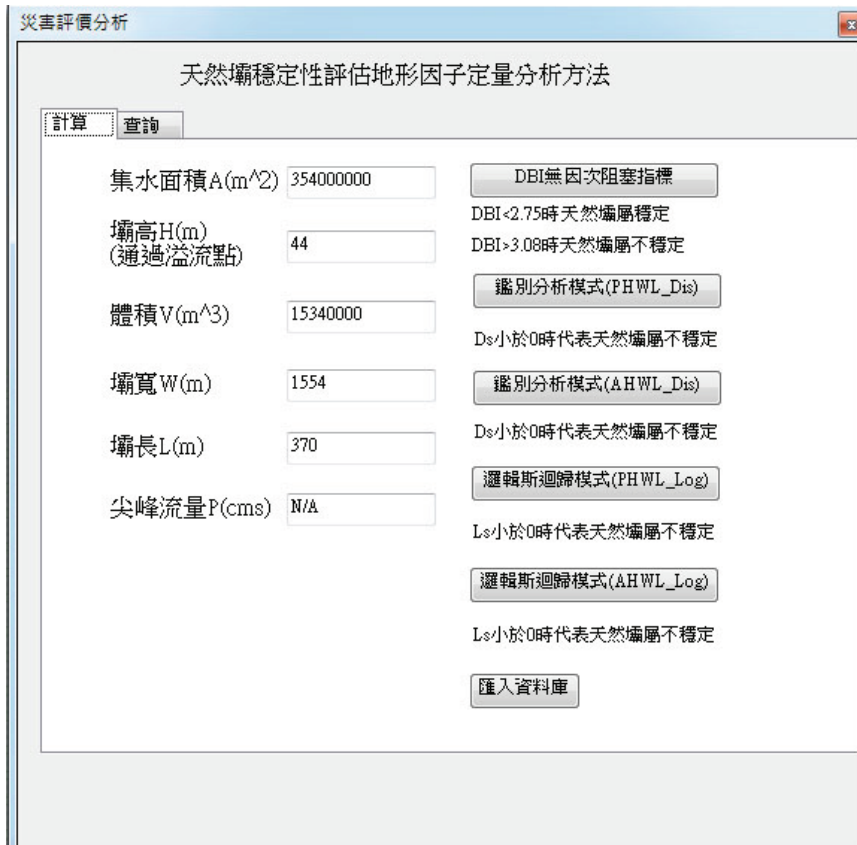 災害評價分析
天然壩穩定性評估地形因子定量分析方法
計算
查詢
集水面積A(m^2)
354000000
壩高H(m)
(通過溢流點)
44
體積V(m^3)
15340000
壩寬W(m)
1554
壩長L(m)
370
尖峰流量P(cms)
N/A
DBI無因次阻塞指標
DBI<2.75時天然壩屬穩定
DBI>3.08時天然壩屬不穩定
鑑別分析模式(PHWL_Dis)
Ds小於0時代表天然壩屬不穩定
鑑別分析模式(AHWL_Dis)
Ds小於0時代表天然壩屬不穩定
邏輯斯迴歸模式(PHWL_Log)
Ls小於0時代表天然壩屬不穩定
邏輯斯迴歸模式(AHWL_Log)
Ls小於0時代表天然壩屬不穩定
匯入資料庫